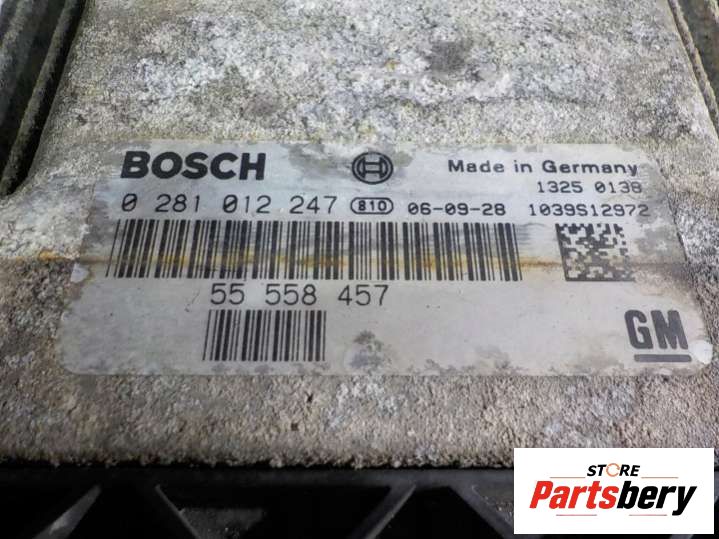 BOSCH Made in Germany
1325 0138
0 281 012 247 810 06-09-28 1039S12972
55 558 457
GM
STORE
Partsbery